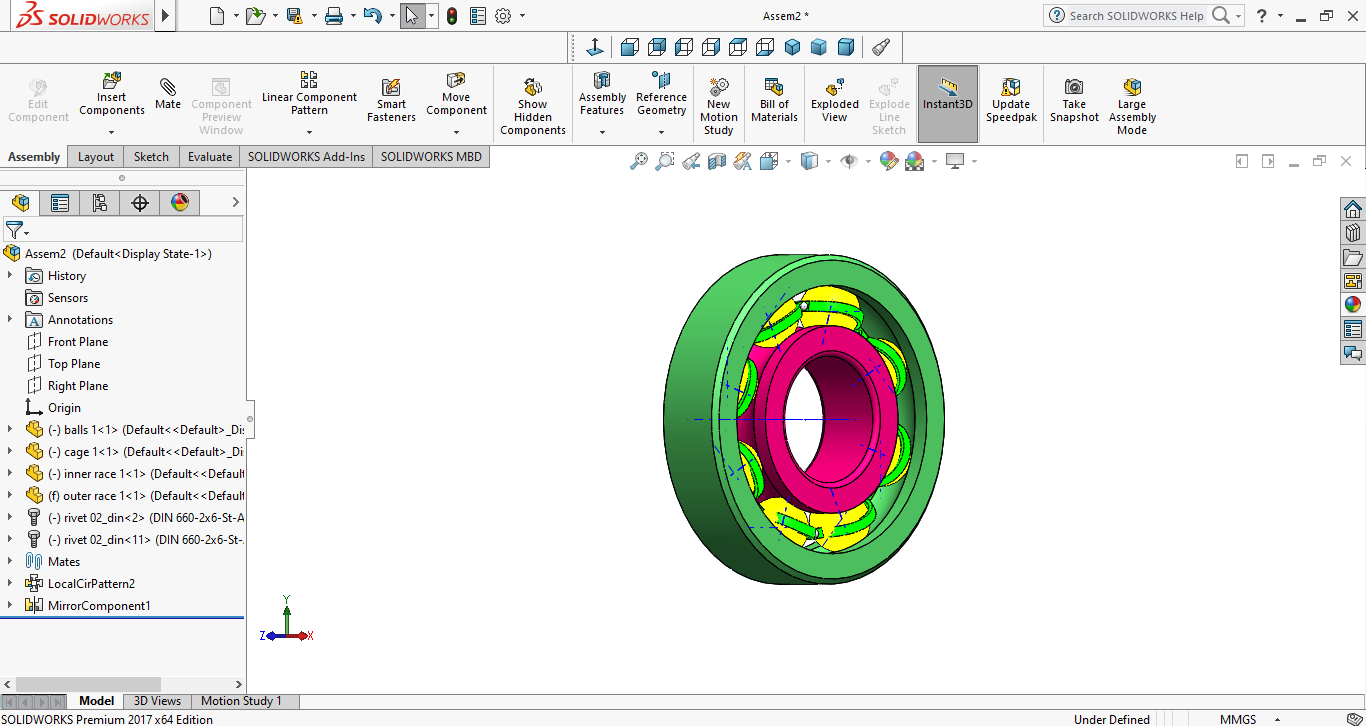 SOLIDWORKS
Assem2 *
Search SOLIDWORKS Help
?
Edit Component
Insert Components
Mate
Component Preview Window
Linear Component Pattern
Smart Fasteners
Move Component
Show Hidden Components
Assembly Features
Reference Geometry
New Motion Study
Bill of Materials
Exploded View
Explode Line Sketch
Instant3D
Update Speedpak
Take Snapshot
Large Assembly Mode
Assembly
Layout
Sketch
Evaluate
SOLIDWORKS Add-Ins
SOLIDWORKS MBD
Assem2 (Default<Display State-1>)
History
Sensors
A Annotations
Front Plane
Top Plane
Right Plane
Origin
(-) balls 1<1> (Default<<Default>_Dis
(-) cage 1<1> (Default<<Default>_Di
(-) inner race 1<1> (Default<<Default
(f) outer race 1<1> (Default<<Default
(-) rivet 02_din<2> (DIN 660-2x6-St-A
(-) rivet 02_din<11> (DIN 660-2x6-St-
Mates
LocalCirPattern2
MirrorComponent1
Y
Z
X
Model
3D Views
Motion Study 1
SOLIDWORKS Premium 2017 x64 Edition
Under Defined
MMGS